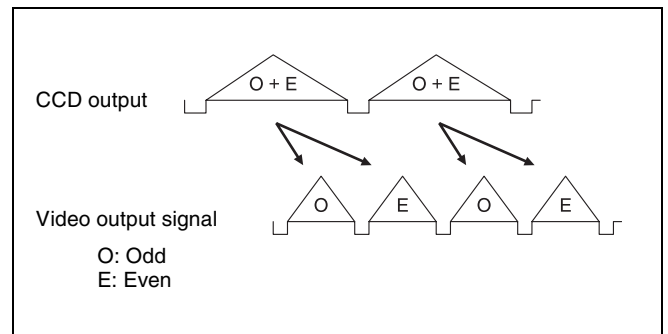 O + E O + E
CCD output
O E O E
Video output signal
O: Odd
E: Even